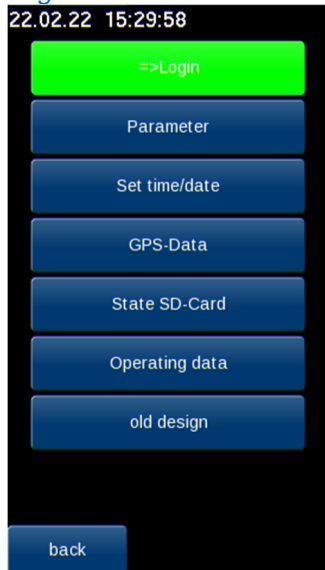 22.02.22 15:29:58
=>Login
Parameter
Set time/date
GPS-Data
State SD-Card
Operating data
old design
back